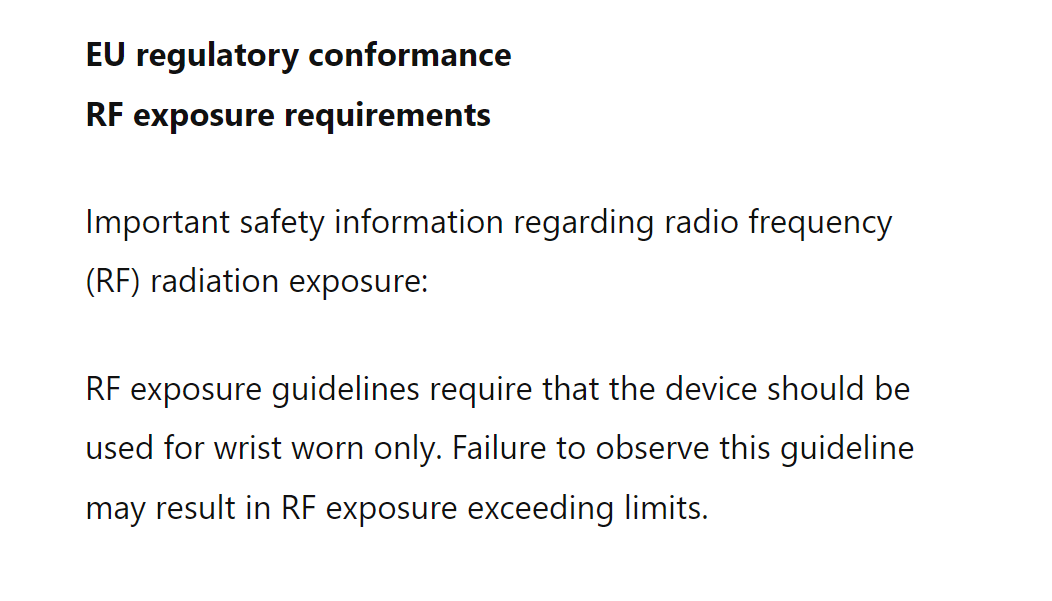 EU regulatory conformance
RF exposure requirements
Important safety information regarding radio frequency
(RF) radiation exposure:
RF exposure guidelines require that the device should be
used for wrist worn only. Failure to observe this guideline
may result in RF exposure exceeding limits.